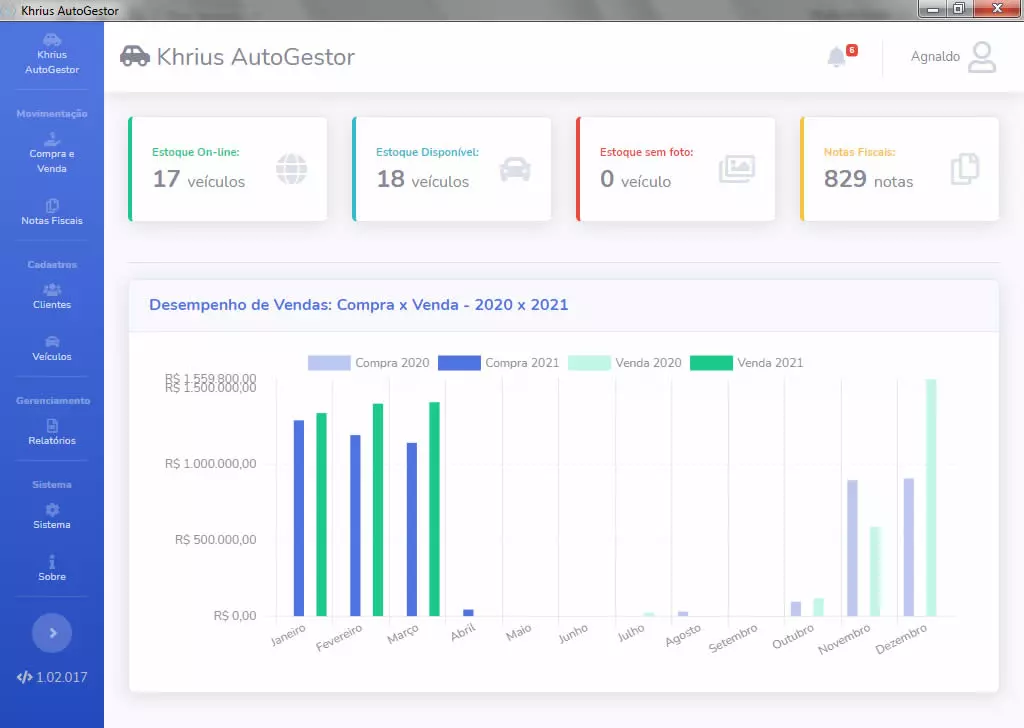 Khrius AutoGestor
Khrius
AutoGestor
Movimentação
Compra e
Venda
Notas Fiscais
Cadastros
Clientes
Veículos
Gerenciamento
Relatórios
Sistema
Sistema
Sobre
1.02.017
Khrius AutoGestor
6
Agnaldo
Estoque On-line:
17 veículos
Estoque Disponível:
18 veículos
Estoque sem foto:
0 veículo
Notas Fiscais:
829 notas
Desempenho de Vendas: Compra x Venda - 2020 x 2021
Compra 2020 Compra 2021 Venda 2020 Venda 2021
R$ 1.559.800,00
R$ 1.500.000,00
R$ 1.000.000,00
R$ 500.000,00
R$ 0,00
Janeiro Fevereiro Março Abril Maio Junho Julho Agosto Setembro Outubro Novembro Dezembro